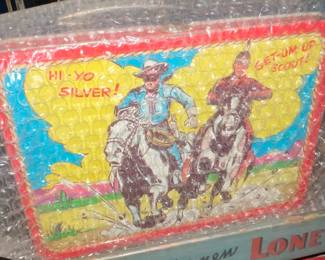 HI-YO
SILVER!
GET-UM UP
SCOUT!
LONE